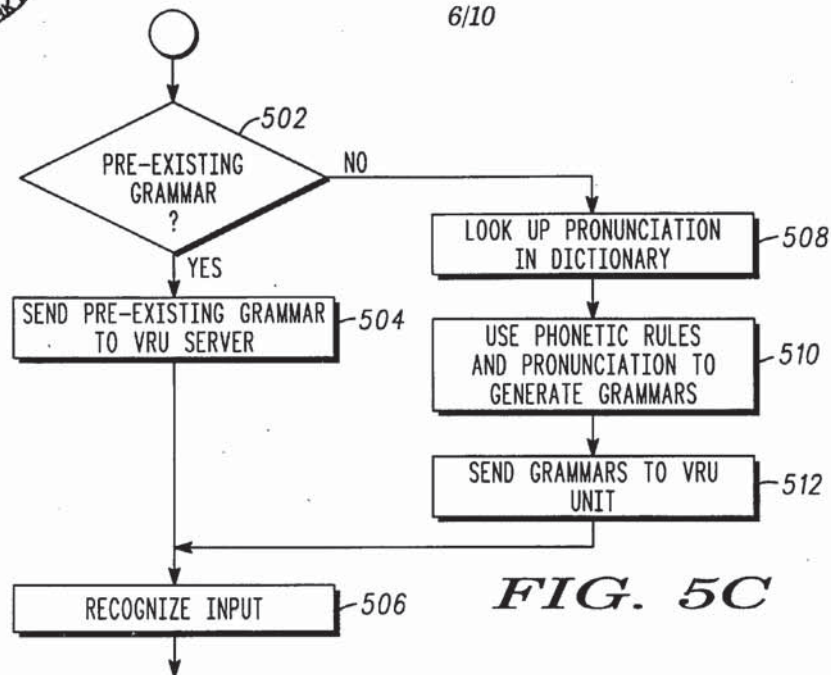 6/10
502
PRE-EXISTING
GRAMMAR
?
NO
YES
LOOK UP PRONUNCIATION
IN DICTIONARY
508
SEND PRE-EXISTING GRAMMAR
TO VRU SERVER
504
USE PHONETIC RULES
AND PRONUNCIATION TO
GENERATE GRAMMARS
510
SEND GRAMMARS TO VRU
UNIT
512
RECOGNIZE INPUT
506
FIG. 5C